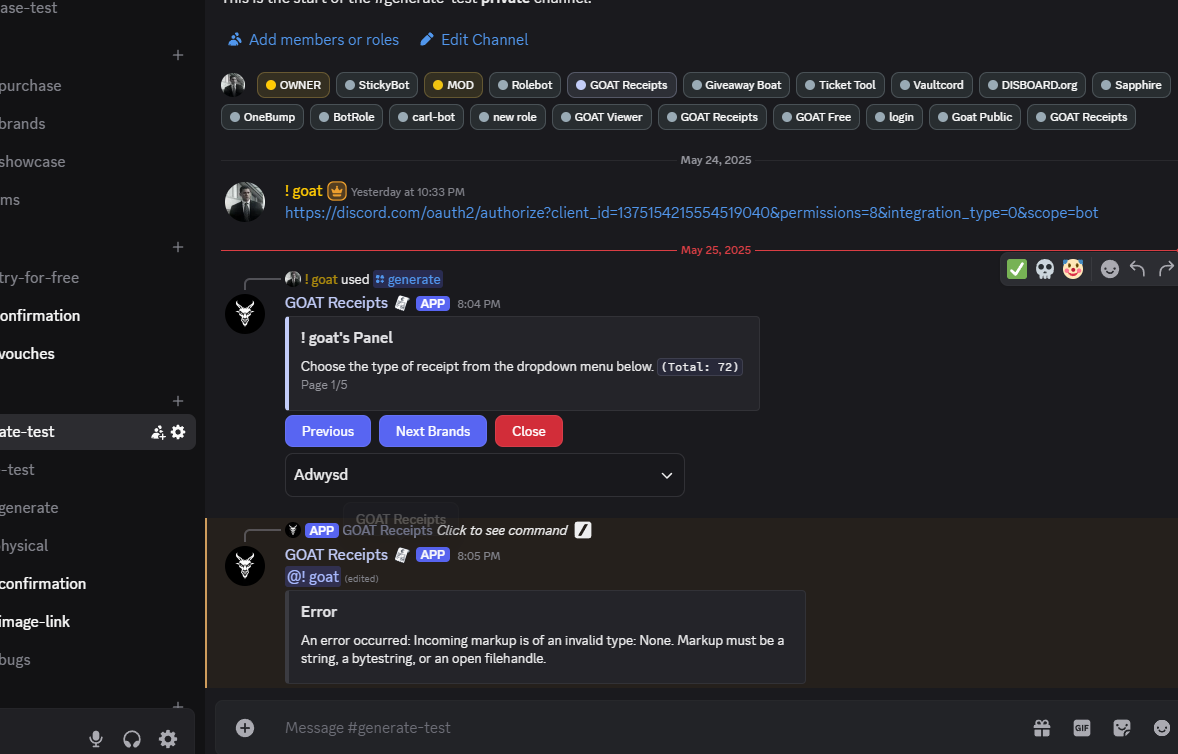 ase-test
This is the start of the #generate-test private channel.
Add members or roles
Edit Channel
purchase
brands
showcase
ms
try-for-free
onfirmation
vouches
ate-test
-test
generate
hysical
confirmation
image-link
bugs
OWNER
StickyBot
MOD
Rolebot
GOAT Receipts
Giveaway Boat
Ticket Tool
Vaultcord
DISBOARD.org
Sapphire
OneBump
BotRole
carl-bot
new role
GOAT Viewer
GOAT Receipts
GOAT Free
login
Goat Public
GOAT Receipts
May 24, 2025
! goat Yesterday at 10:33 PM
https://discord.com/oauth2/authorize?client_id=1375154215554519040&permissions=8&integration_type=0&scope=bot
May 25, 2025
! goat used generate
GOAT Receipts APP 8:04 PM
! goat's Panel
Choose the type of receipt from the dropdown menu below. (Total: 72)
Page 1/5
Previous
Next Brands
Close
Adwysd
GOAT Receipts
APP GOAT Receipts Click to see command
GOAT Receipts APP 8:05 PM
@! goat (edited)
Error
An error occurred: Incoming markup is of an invalid type: None. Markup must be a
string, a bytestring, or an open filehandle.
Message #generate-test
GIF